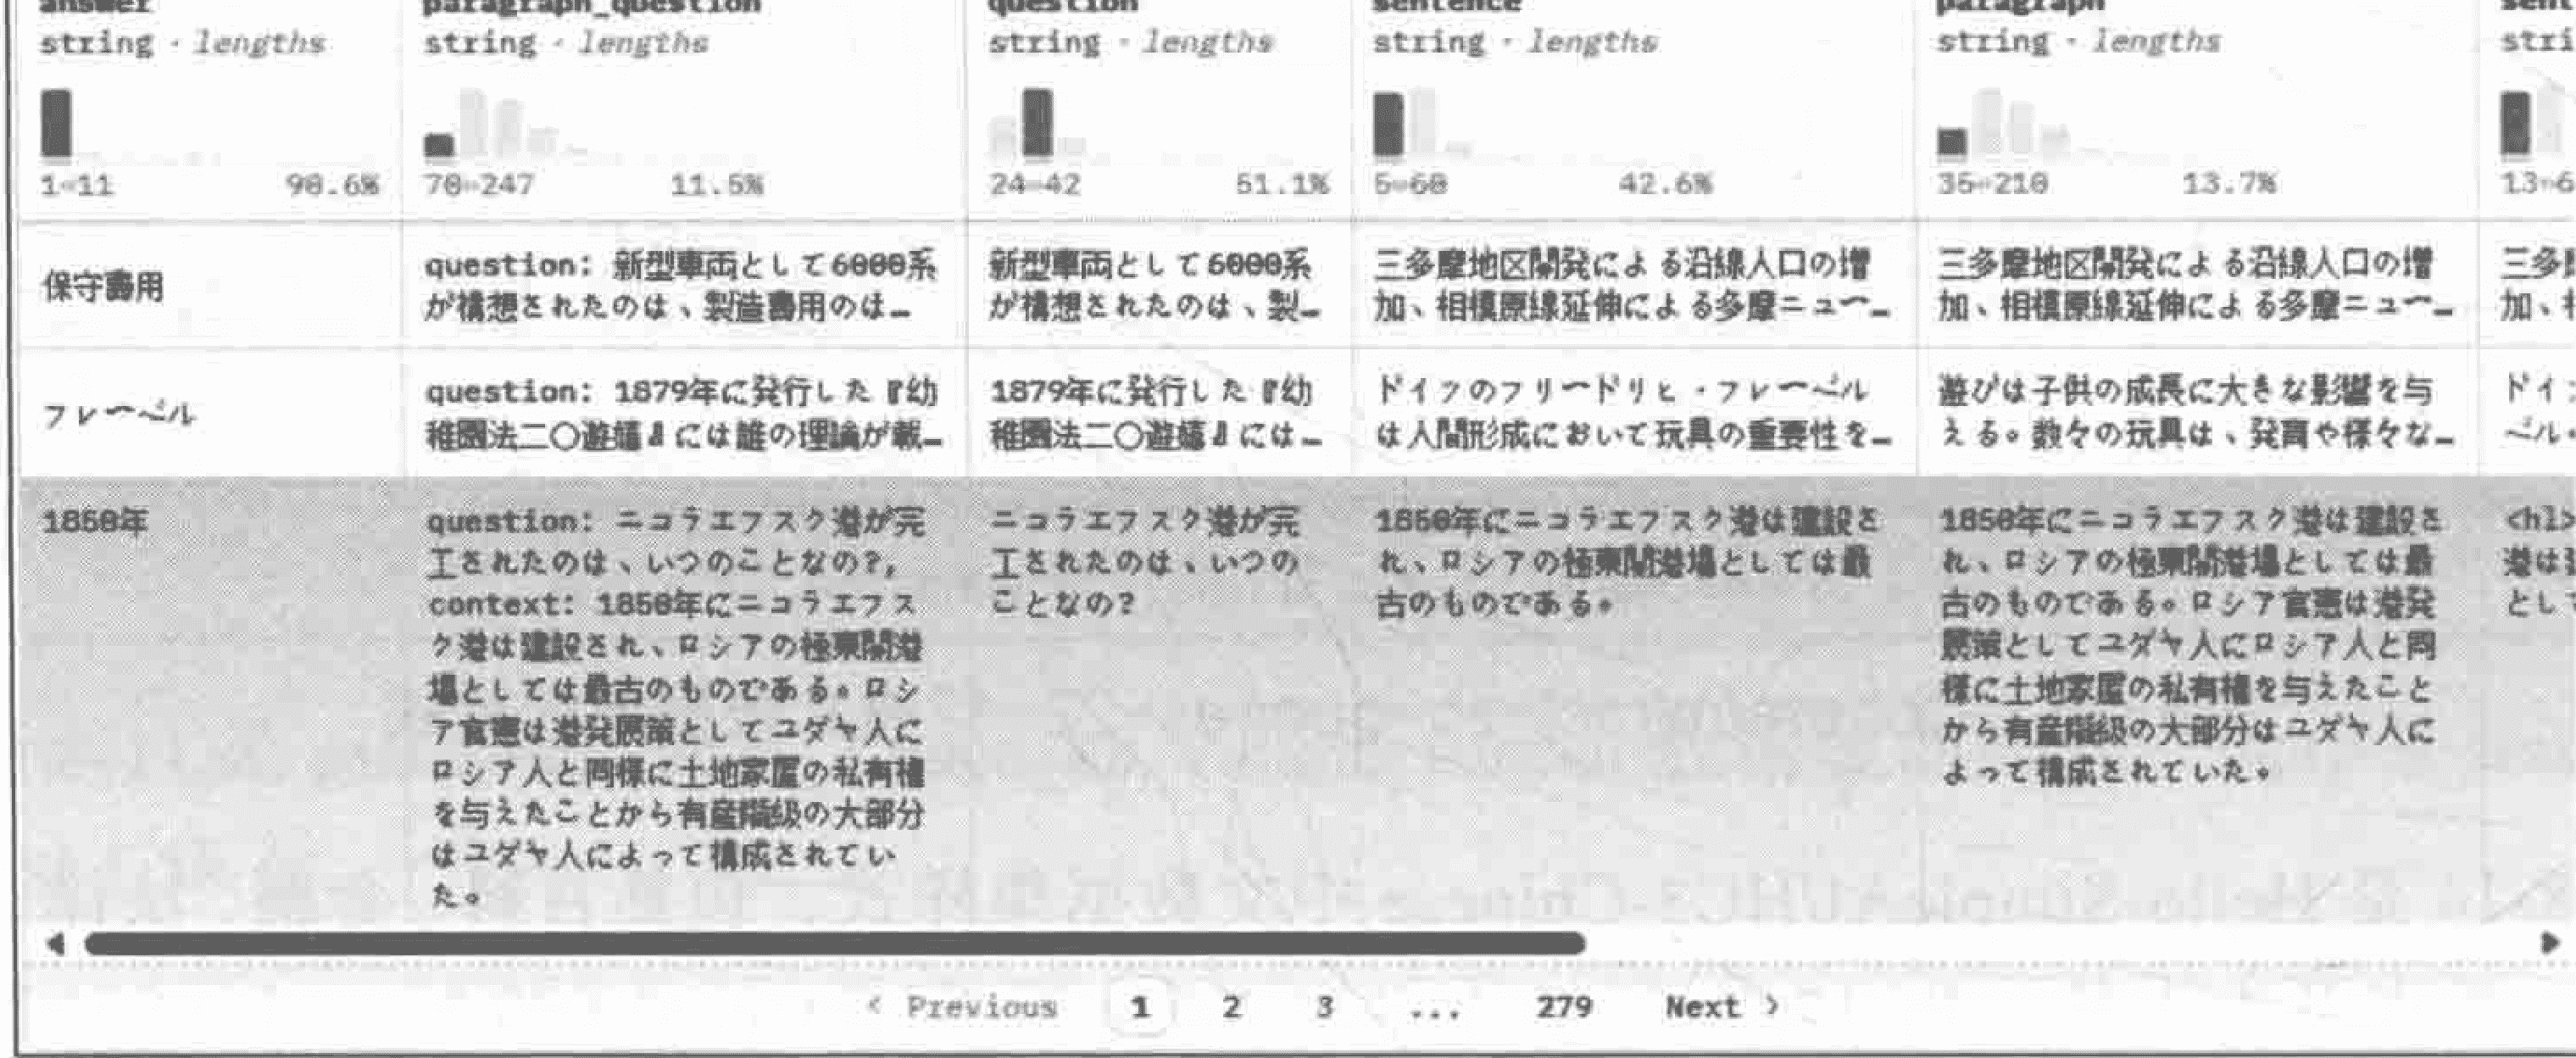 answer
string · lengths
1–11
paragraph_question
string · lengths
70–247 11.5%
question
string · lengths
24–42 51.1%
sentence
string · lengths
5–60 42.6%
paragraph
string · lengths
35–210 13.7%
保守費用
question: 新型車両として6000系
が構想されたのは、製造費用のほ…
新型車両として6000系
が構想されたのは、製…
三多摩地区開発による沿線人口の増
加、相模原線延伸による多摩ニュー…
三多摩地区開発による沿線人口の増
加、相模原線延伸による多摩ニュー…
フレーベル
question: 1879年に発行した『幼
稚園法二〇遊嬉』には誰の理論が載…
1879年に発行した『幼
稚園法二〇遊嬉』には…
ドイツのフリードリヒ・フレーベル
は人間形成において玩具の重要性を…
遊びは子供の成長に大きな影響を与
える。数々の玩具は、発育や様々な…
1850年
question: ニコラエフスク港が完
工されたのは、いつのことなの?,
context: 1850年にニコラエフス
ク港は建設され、ロシアの極東開港
場としては最古のものである。ロシ
ア官憲は港発展策としてユダヤ人に
ロシア人と同様に土地家屋の私有権
を与えたことから有産階級の大部分
はユダヤ人によって構成されてい
た。
ニコラエフスク港が完
工されたのは、いつの
ことなの?
1850年にニコラエフスク港は建設さ
れ、ロシアの極東開港場としては最
古のものである。
1850年にニコラエフスク港は建設さ
れ、ロシアの極東開港場としては最
古のものである。ロシア官憲は港発
展策としてユダヤ人にロシア人と同
様に土地家屋の私有権を与えたこと
から有産階級の大部分はユダヤ人に
よって構成されていた。
< Previous 1 2 3 ... 279 Next >